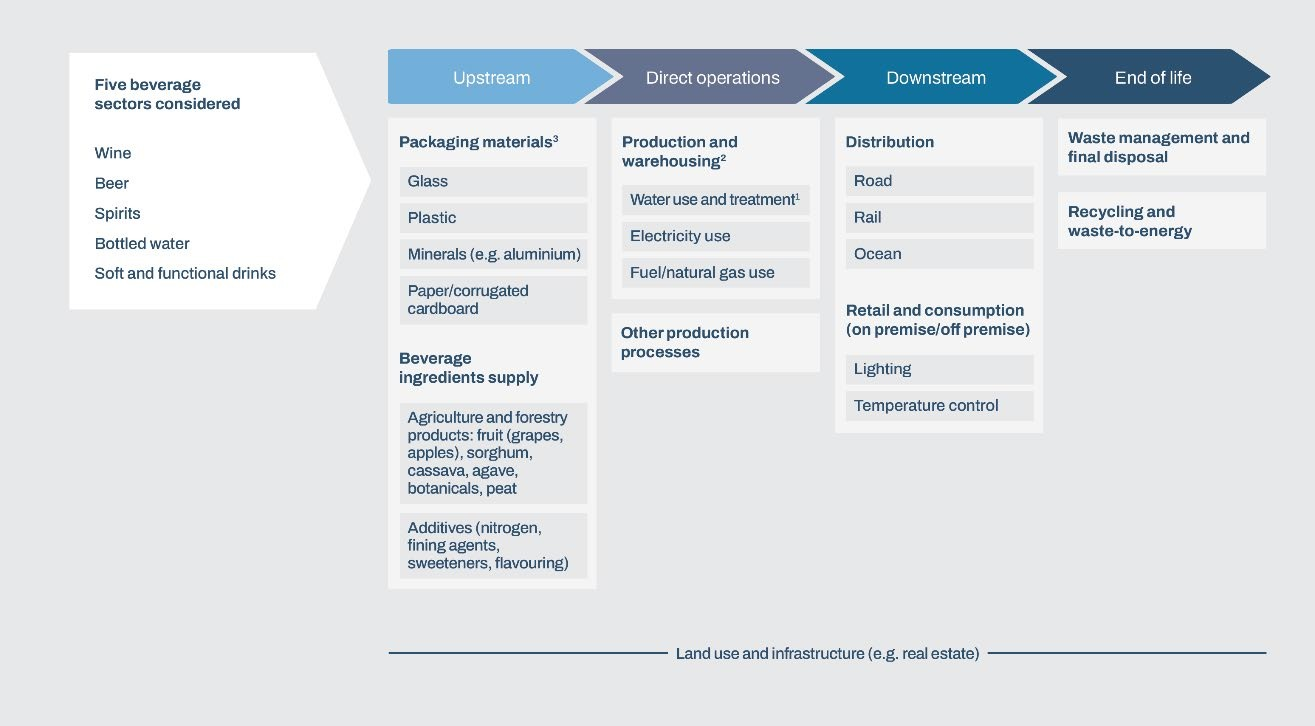 Five beverage
sectors considered
Wine
Beer
Spirits
Bottled water
Soft and functional drinks
Upstream
Direct operations
Downstream
End of life
Packaging materials³
Glass
Plastic
Minerals (e.g. aluminium)
Paper/corrugated
cardboard
Beverage
ingredients supply
Agriculture and forestry
products: fruit (grapes,
apples), sorghum,
cassava, agave,
botanicals, peat
Additives (nitrogen,
fining agents,
sweeteners, flavouring)
Production and
warehousing²
Water use and treatment¹
Electricity use
Fuel/natural gas use
Other production
processes
Distribution
Road
Rail
Ocean
Retail and consumption
(on premise/off premise)
Lighting
Temperature control
Waste management and
final disposal
Recycling and
waste-to-energy
Land use and infrastructure (e.g. real estate)